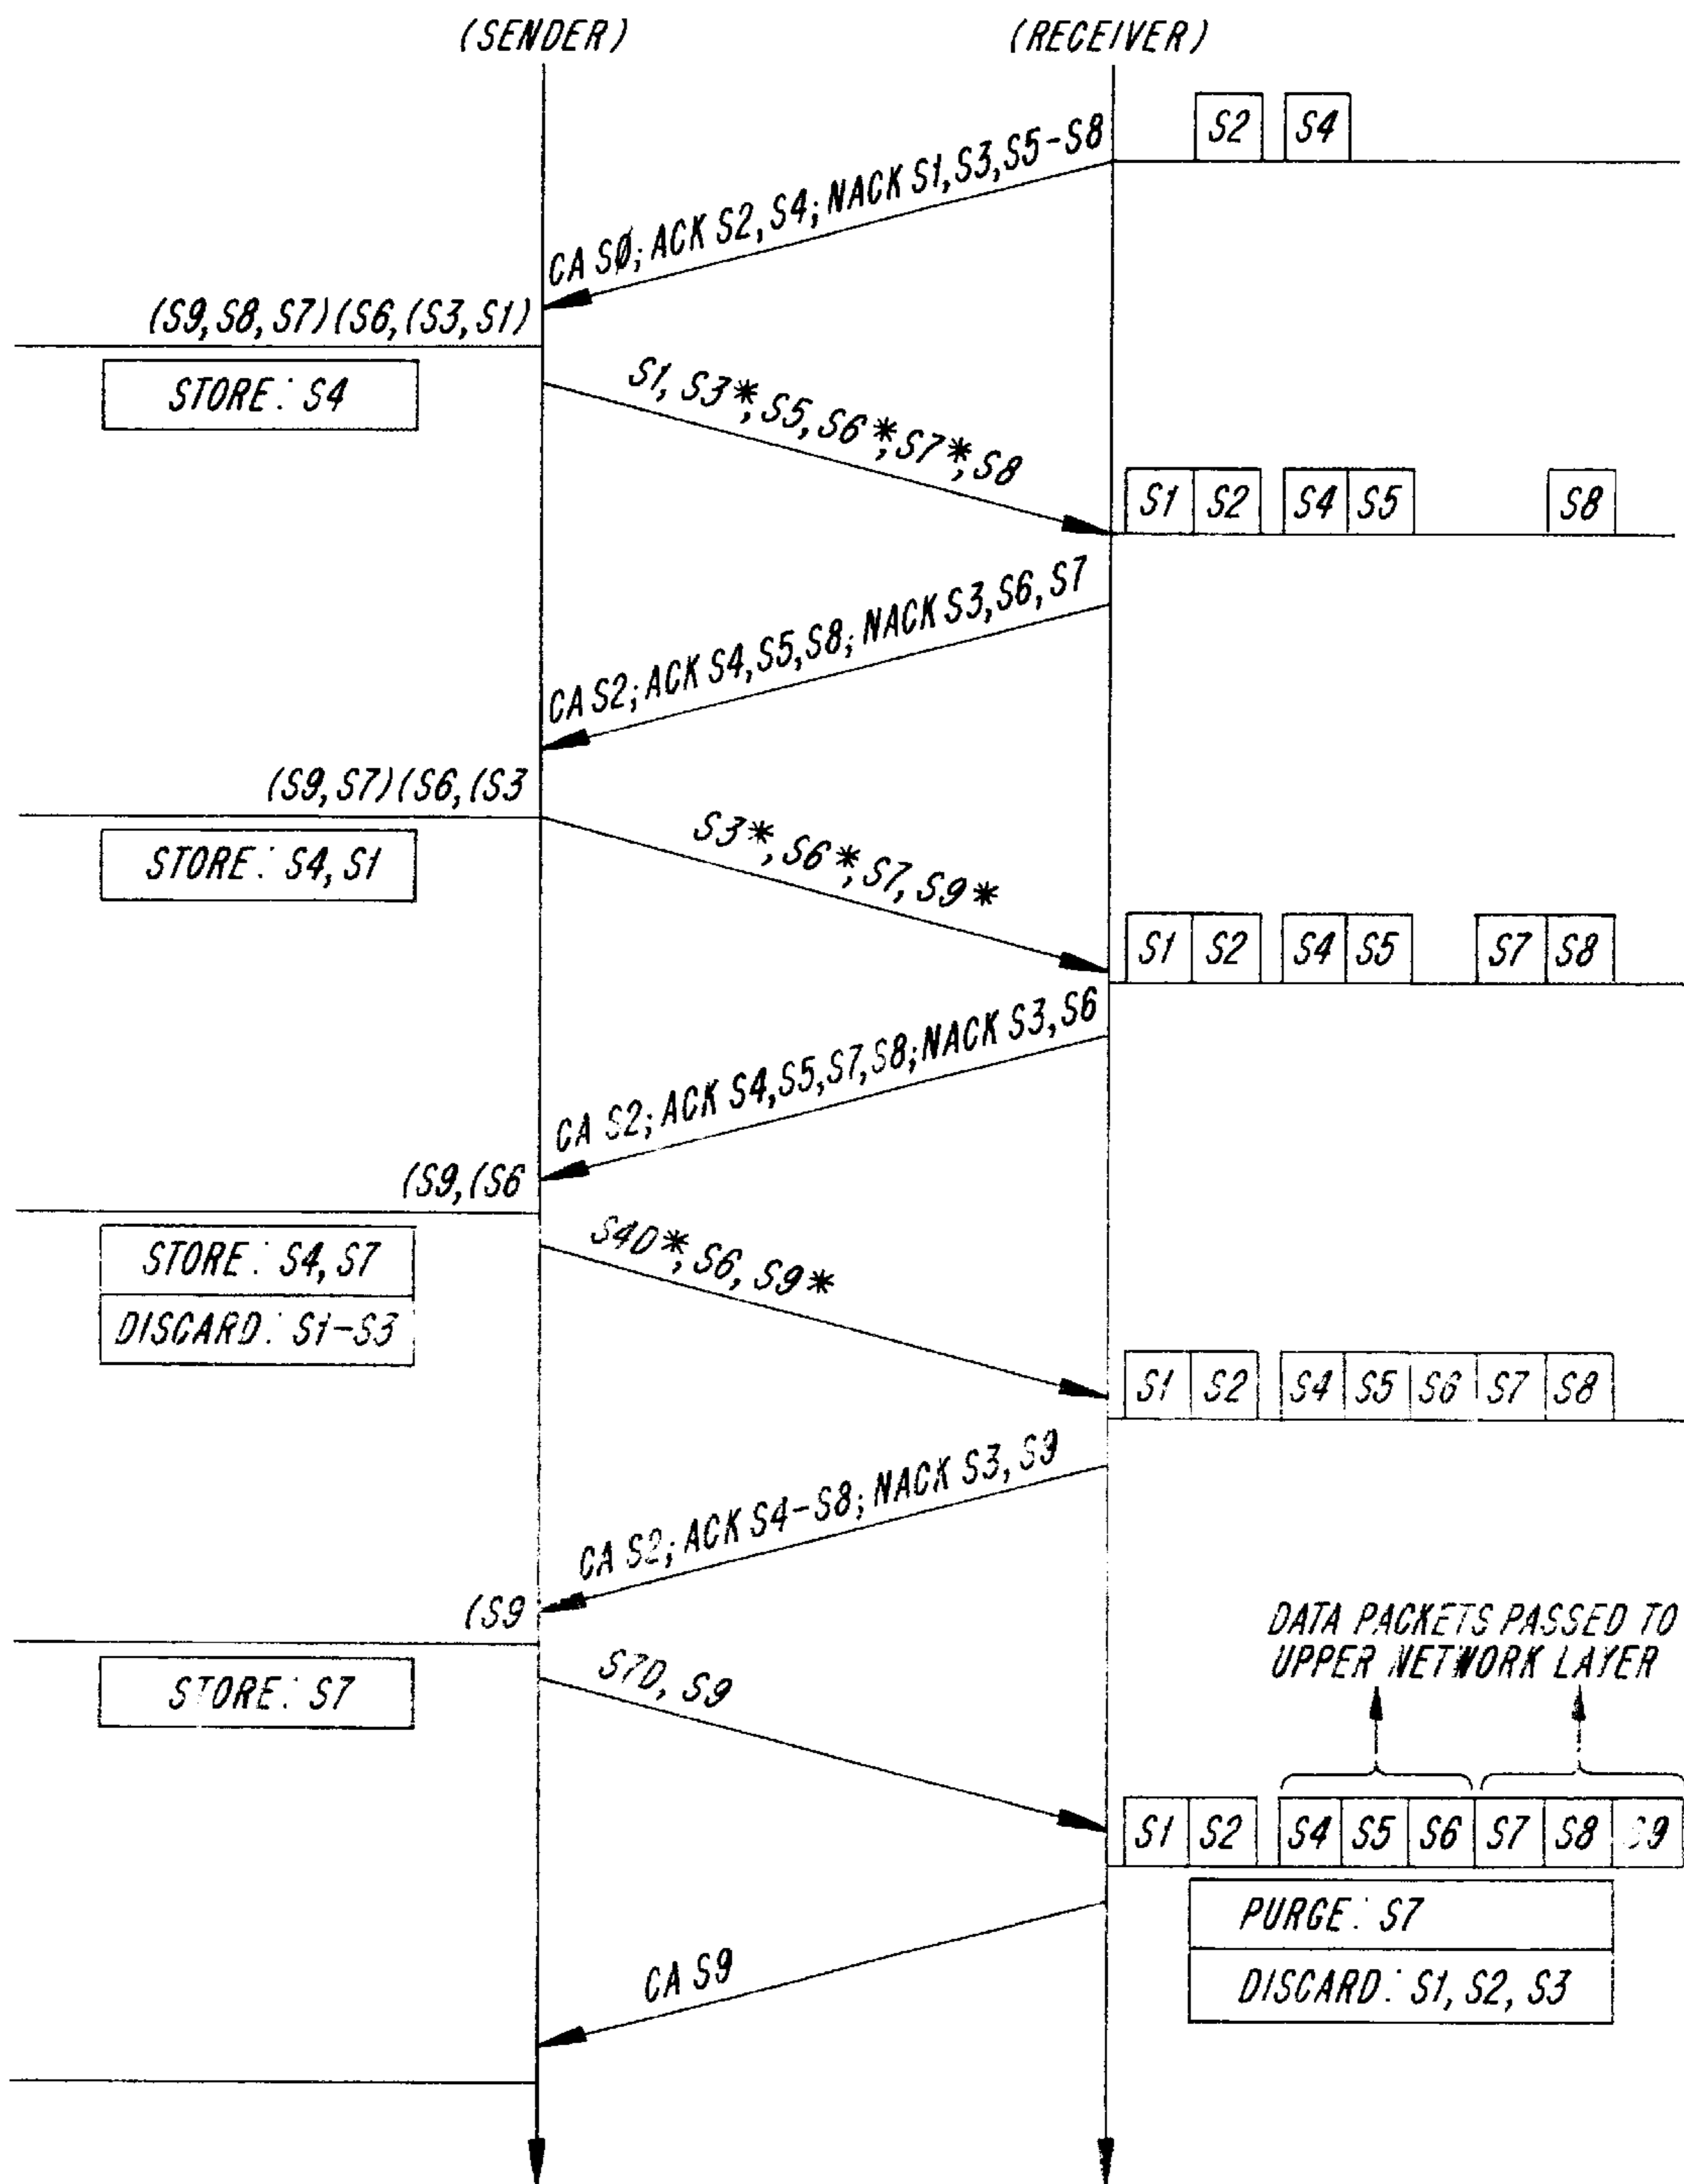 (SENDER)
(RECEIVER)
S2 S4
CA SØ; ACK S2, S4; NACK S1, S3, S5-S8
(S9, S8, S7)(S6, (S3, S1)
STORE: S4
S1, S3*, S5, S6*, S7*, S8
S1 S2 S4 S5 S8
CA S2; ACK S4, S5, S8; NACK S3, S6, S7
(S9, S7)(S6, (S3
STORE: S4, S1
S3*, S6*, S7, S9*
S1 S2 S4 S5 S7 S8
CA S2; ACK S4, S5, S7, S8; NACK S3, S6
(S9, (S6
STORE: S4, S7
DISCARD: S1-S3
S4D*, S6, S9*
S1 S2 S4 S5 S6 S7 S8
CA S2; ACK S4-S8; NACK S3, S9
(S9
STORE: S7
S7D, S9
DATA PACKETS PASSED TO
UPPER NETWORK LAYER
S1 S2 S4 S5 S6 S7 S8 S9
PURGE: S7
DISCARD: S1, S2, S3
CA S9